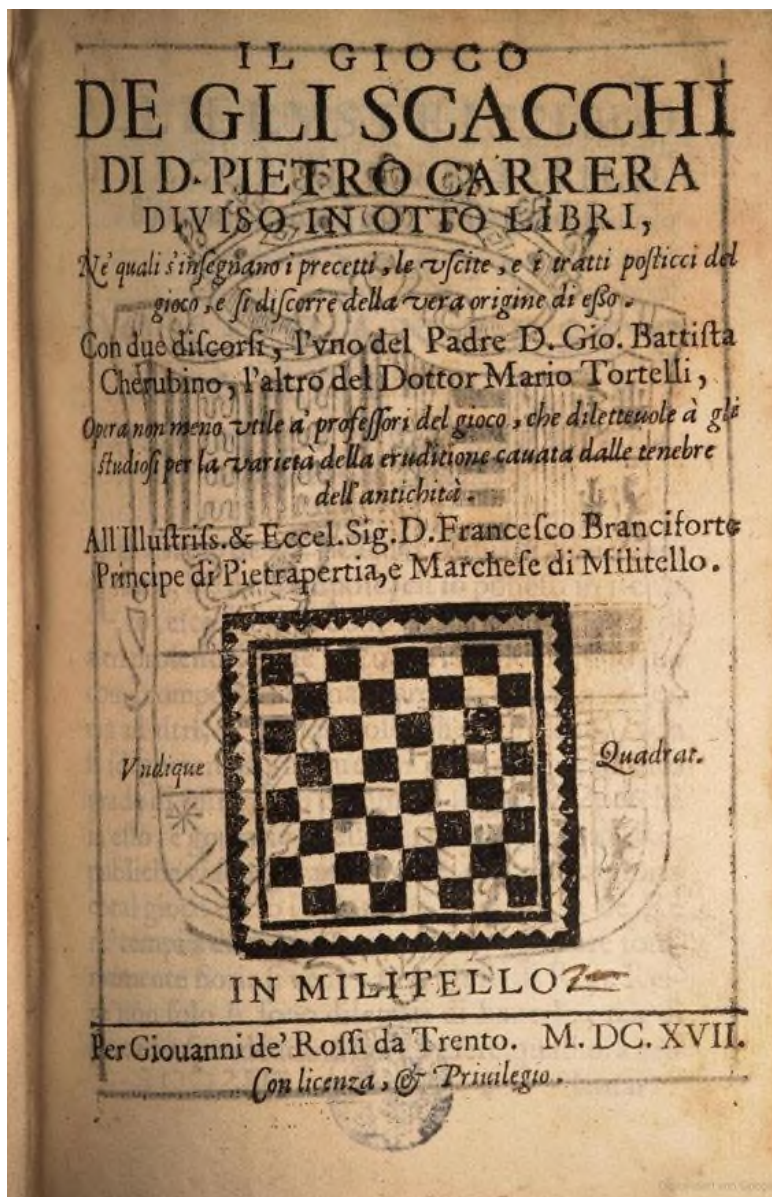 IL GIOCO
DE GLI SCACCHI
DI D. PIETRO CARRERA
DIVISO IN OTTO LIBRI,
Ne' quali s'inſegnano i precetti, le vſcite, e i tratti poſticci del
gioco, e ſi diſcorre della vera origine di eſſo.
Con due diſcorſi, l'vno del Padre D. Gio. Battiſta
Cherubino, l'altro del Dottor Mario Tortelli,
Opera non meno vtile a' profeſſori del gioco, che diletteuole à gli
ſtudioſi per la varietà della eruditione cauata dalle tenebre
dell'antichità.
All'Illuſtriſs. & Eccel. Sig. D. Franceſco Branciforte
Principe di Pietrapertia, e Marcheſe di Militello.
Vndique
Quadrat.
IN MILITELLO
Per Giouanni de' Roſſi da Trento. M. DC. XVII.
Con licenza, & Priuilegio.